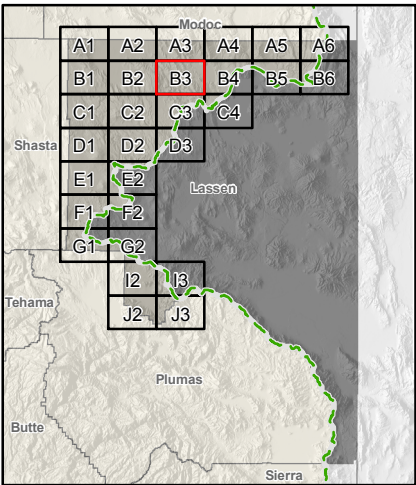 Modoc
A1 A2 A3 A4 A5 A6
B1 B2 B3 B4 B5 B6
C1 C2 C3 C4
Shasta D1 D2 D3
E1 E2
Lassen
F1 F2
G1 G2
I2 I3
Tehama
J2 J3
Plumas
Butte
Sierra